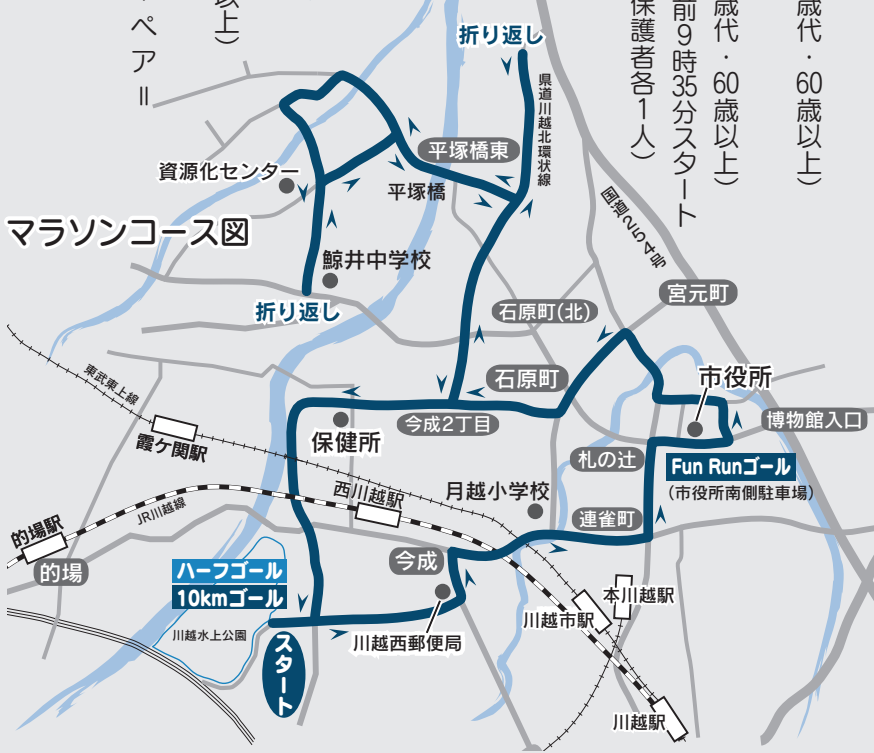 歳代・60歳以上）
歳代・60歳以上）
前9時35分スタート
保護者各1人）
以上）
ペア＝
折り返し
県道川越北環状線
平塚橋東
資源化センター
平塚橋
国道254号
マラソンコース図
鯨井中学校
折り返し
宮元町
石原町(北)
東武東上線
石原町
市役所
今成2丁目
博物館入口
保健所
霞ケ関駅
札の辻
Fun Runゴール
（市役所南側駐車場）
西川越駅
月越小学校
JR川越線
連雀町
的場駅
的場
今成
ハーフゴール
10kmゴール
本川越駅
川越市駅
川越水上公園
スタート
川越西郵便局
川越駅